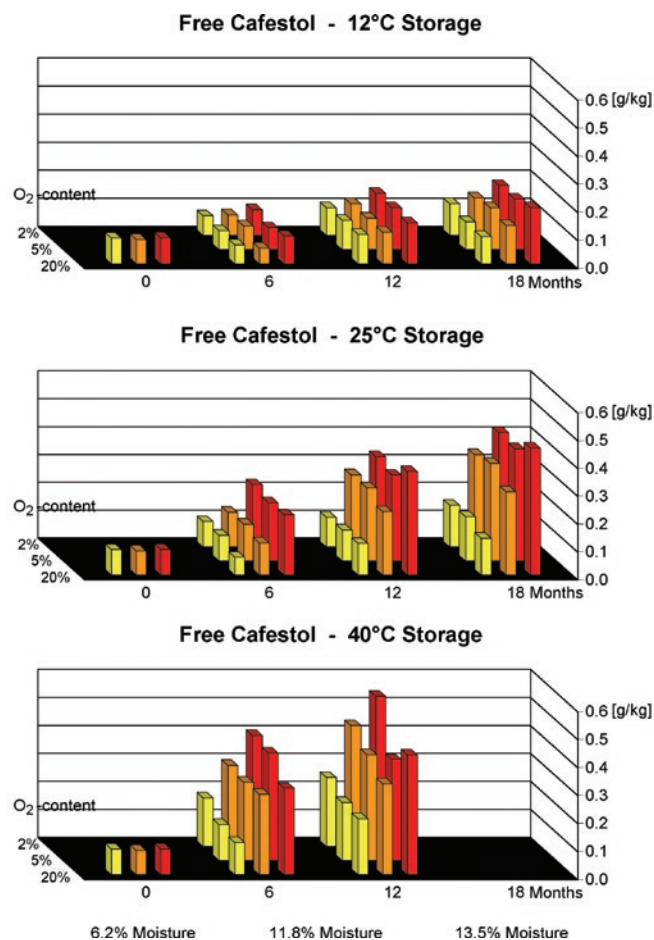 Free Cafestol - 12°C Storage
0.6 [g/kg]
0.5
0.4
0.3
0.2
0.1
0.0
O₂-content
2%
5%
20%
0 6 12 18 Months
Free Cafestol - 25°C Storage
0.6 [g/kg]
0.5
0.4
0.3
0.2
0.1
0.0
O₂-content
2%
5%
20%
0 6 12 18 Months
Free Cafestol - 40°C Storage
0.6 [g/kg]
0.5
0.4
0.3
0.2
0.1
0.0
O₂-content
2%
5%
20%
0 6 12 18 Months
6.2% Moisture 11.8% Moisture 13.5% Moisture